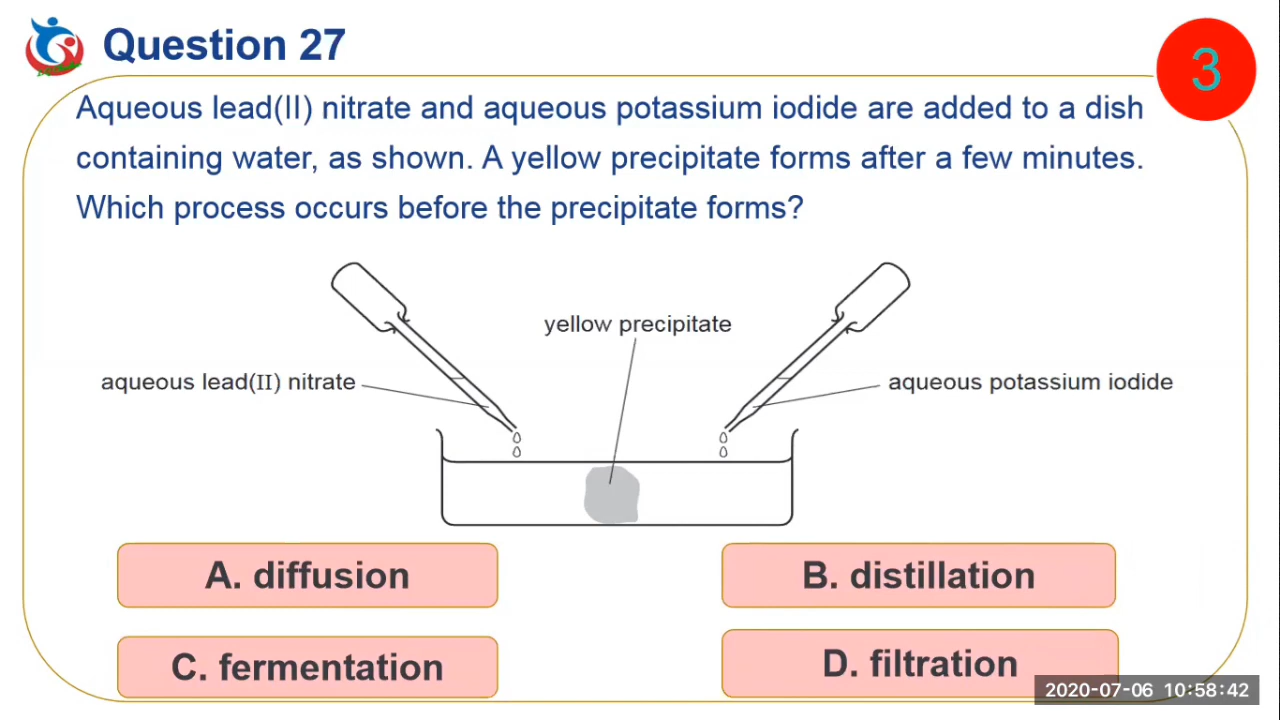 Question 27
3
Aqueous lead(II) nitrate and aqueous potassium iodide are added to a dish
containing water, as shown. A yellow precipitate forms after a few minutes.
Which process occurs before the precipitate forms?
yellow precipitate
aqueous lead(II) nitrate
aqueous potassium iodide
A. diffusion
B. distillation
C. fermentation
D. filtration
2020-07-06 10:58:42